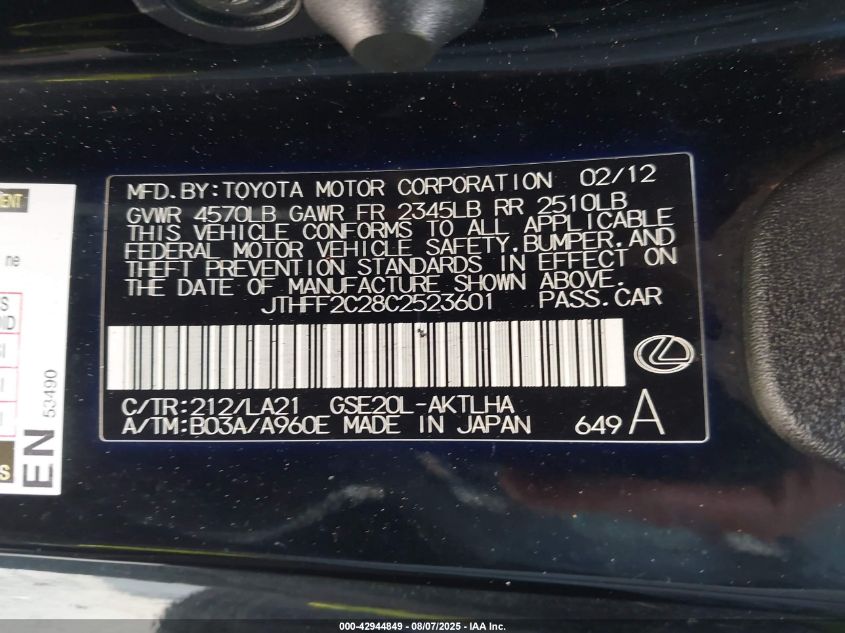 MFD.BY:TOYOTA MOTOR CORPORATION 02/12
GVWR 4570LB GAWR FR 2345LB RR 2510LB
THIS VEHICLE CONFORMS TO ALL APPLICABLE
FEDERAL MOTOR VEHICLE SAFETY,BUMPER,AND
THEFT PREVENTION STANDARDS IN EFFECT ON
THE DATE OF MANUFACTURE SHOWN ABOVE.
JTHFF2C28C2523601 PASS.CAR
C/TR:212/LA21 GSE20L-AKTLHA
A/TM:B03A/A960E MADE IN JAPAN 649 A
ne
EN 53490
000-42944849 - 08/07/2025 - IAA Inc.